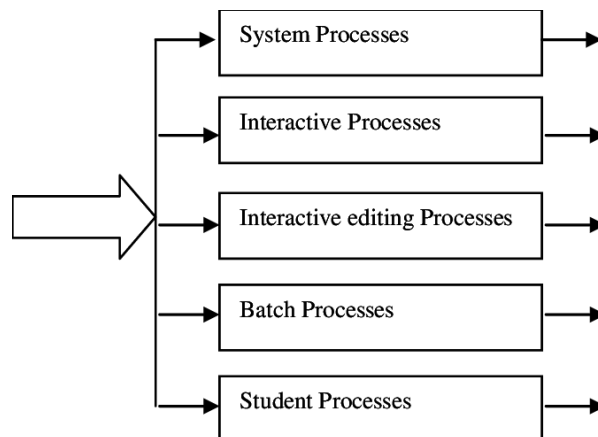 System Processes
Interactive Processes
Interactive editing Processes
Batch Processes
Student Processes